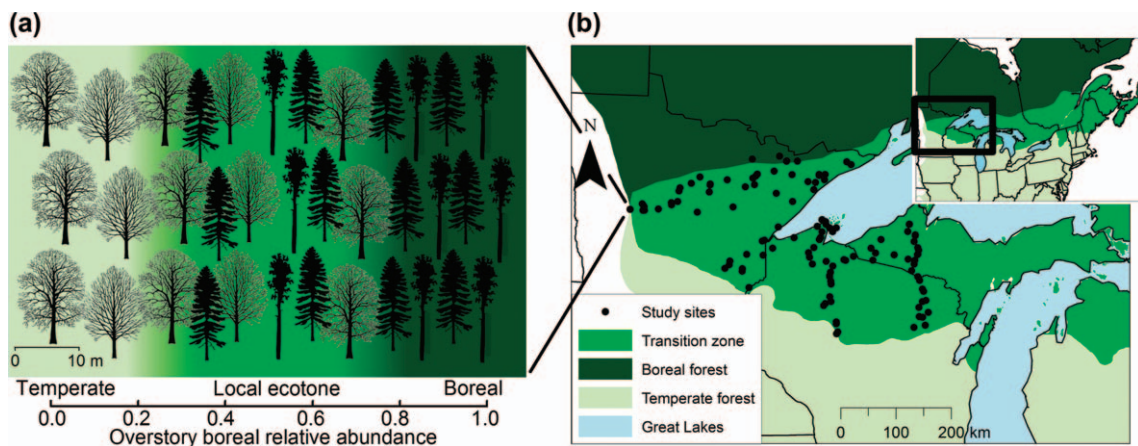 (a)
0 10 m
Temperate Local ecotone Boreal
0.0 0.2 0.4 0.6 0.8 1.0
Overstory boreal relative abundance
(b)
N
Study sites
Transition zone
Boreal forest
Temperate forest
Great Lakes
0 100 200 km